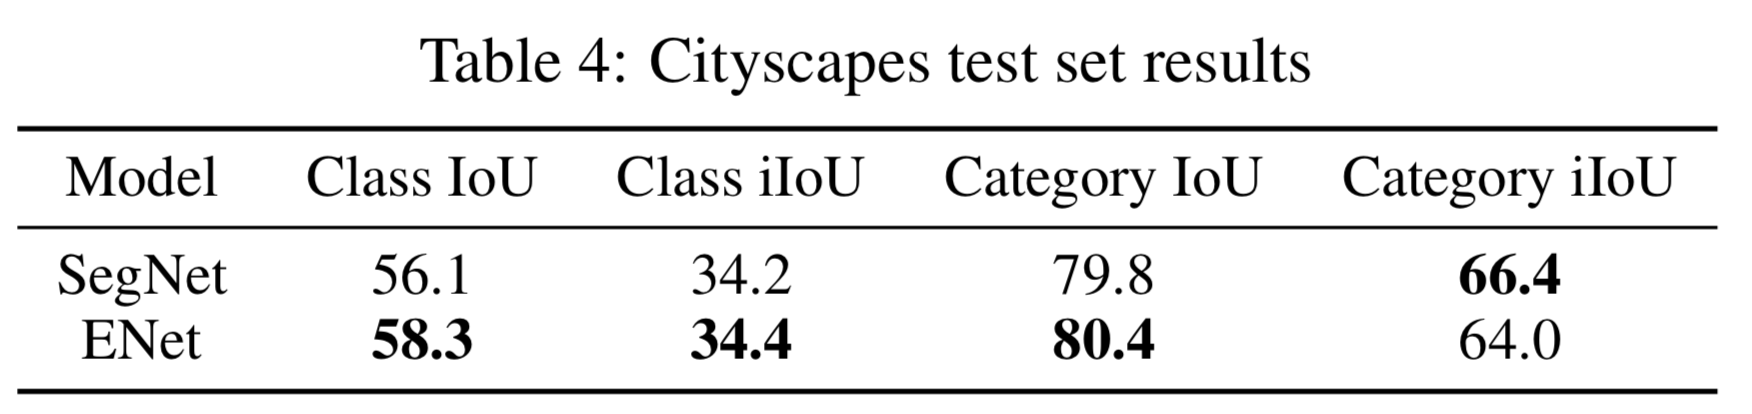 Table 4: Cityscapes test set results
Model Class IoU Class iIoU Category IoU Category iIoU
SegNet 56.1 34.2 79.8 66.4
ENet 58.3 34.4 80.4 64.0